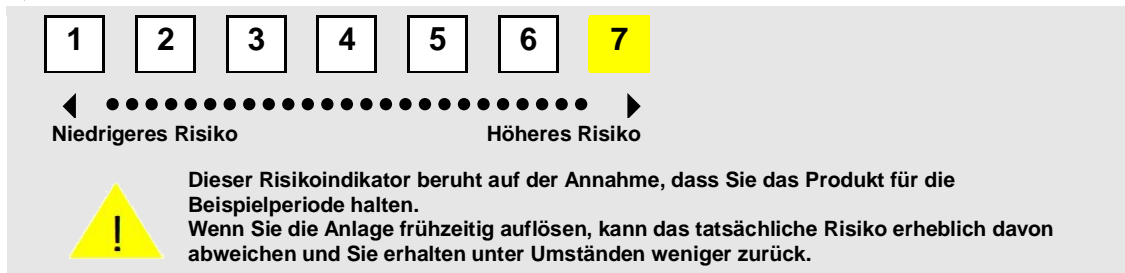 1 2 3 4 5 6 7
Niedrigeres Risiko Höheres Risiko
Dieser Risikoindikator beruht auf der Annahme, dass Sie das Produkt für die
Beispielperiode halten.
Wenn Sie die Anlage frühzeitig auflösen, kann das tatsächliche Risiko erheblich davon
abweichen und Sie erhalten unter Umständen weniger zurück.
!